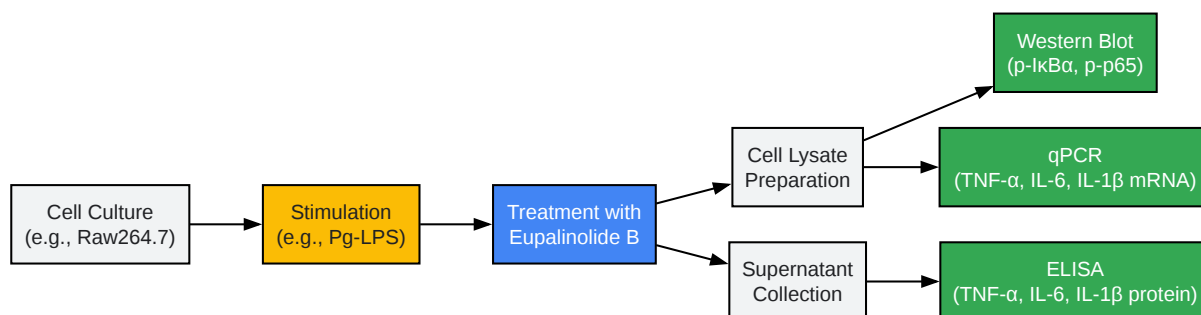 Cell Culture
(e.g., Raw264.7)
Stimulation
(e.g., Pg-LPS)
Treatment with
Eupalinolide B
Cell Lysate
Preparation
Supernatant
Collection
Western Blot
(p-IκBα, p-p65)
qPCR
(TNF-α, IL-6, IL-1β mRNA)
ELISA
(TNF-α, IL-6, IL-1β protein)